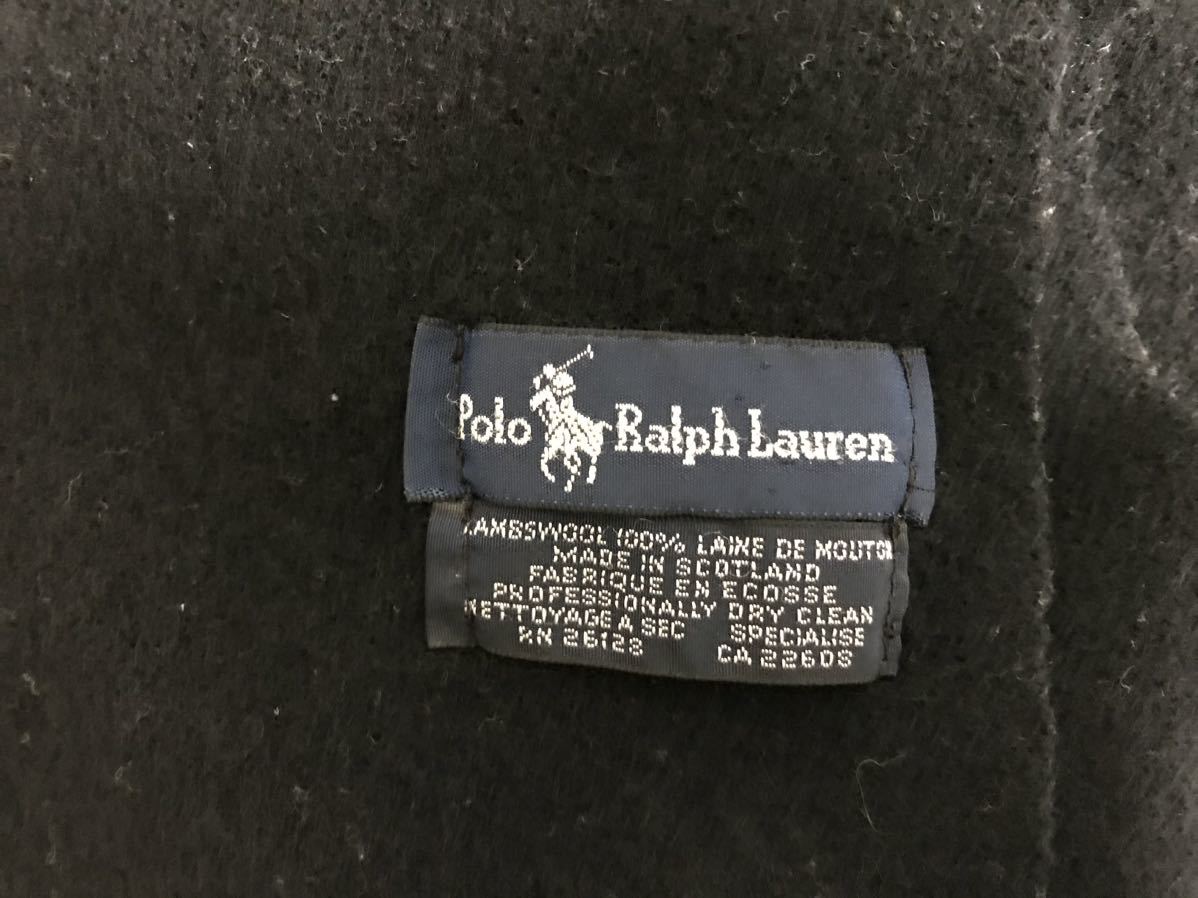 Polo Ralph Lauren
LAMBSWOOL 100% LAINE DE MOUTON
MADE IN SCOTLAND
FABRIQUE EN ECOSSE
PROFESSIONALLY DRY CLEAN
NETTOYAGE A SEC SPECIALISE
RN 26128 CA 22608